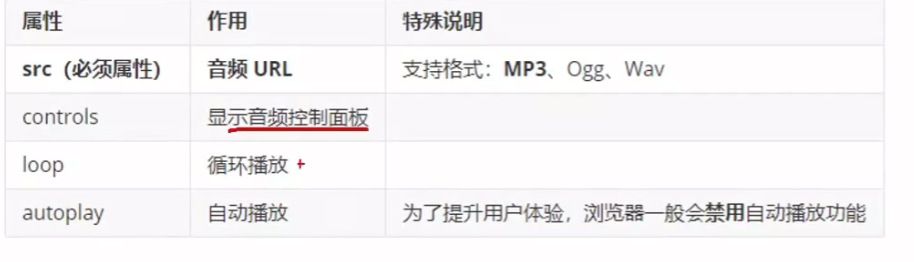 属性 作用 特殊说明
src（必须属性） 音频 URL 支持格式：MP3、Ogg、Wav
controls 显示音频控制面板
loop 循环播放
autoplay 自动播放 为了提升用户体验，浏览器一般会禁用自动播放功能